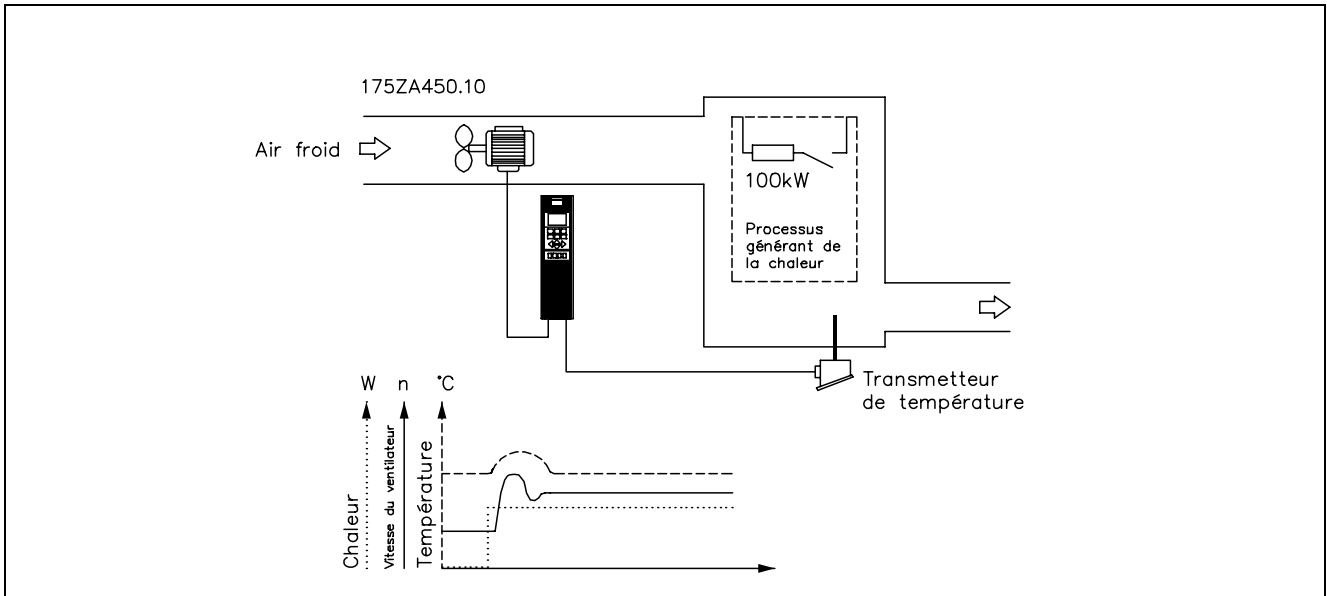 175ZA450.10
Air froid
100kW
Processus
générant de
la chaleur
Transmetteur
de température
W n °C
Chaleur
Vitesse du ventilateur
Température